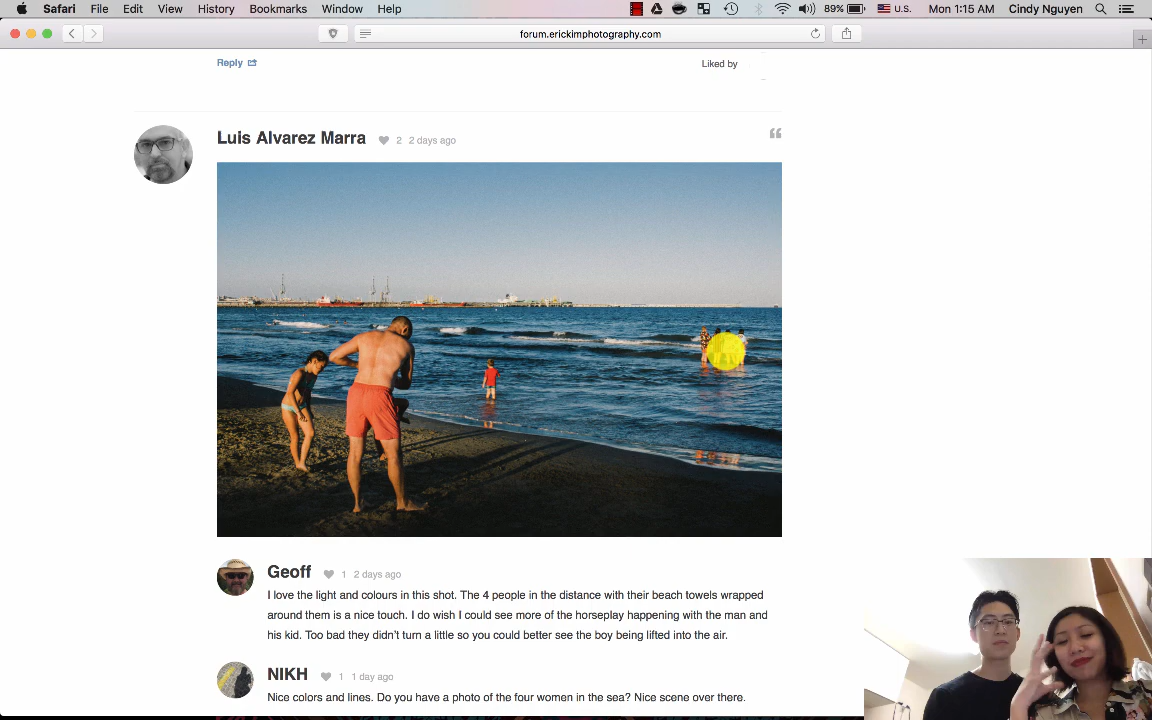 Safari File Edit View History Bookmarks Window Help 89% U.S. Mon 1:15 AM Cindy Nguyen
forum.erickimphotography.com
Reply Liked by
Luis Alvarez Marra 2 2 days ago
Geoff 1 2 days ago
I love the light and colours in this shot. The 4 people in the distance with their beach towels wrapped
around them is a nice touch. I do wish I could see more of the horseplay happening with the man and
his kid. Too bad they didn't turn a little so you could better see the boy being lifted into the air.
NIKH 1 1 day ago
Nice colors and lines. Do you have a photo of the four women in the sea? Nice scene over there.